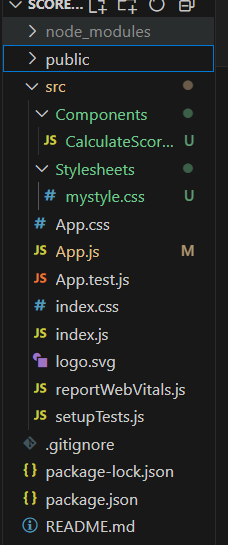 SCORE...
node_modules
public
src
Components
JS CalculateScor... U
Stylesheets
# mystyle.css U
# App.css
JS App.js M
JS App.test.js
# index.css
JS index.js
logo.svg
JS reportWebVitals.js
JS setupTests.js
.gitignore
{} package-lock.json
{} package.json
README.md